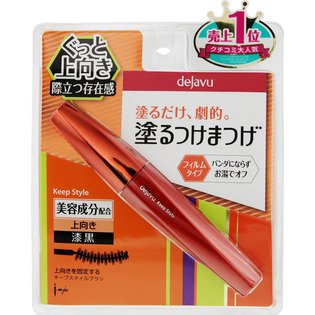 ぐっと
上向き
際立つ存在感
売上1位
クチコミ大人気
dejavu
塗るだけ、劇的。
塗るつけまつげ
フィルム
タイプ
パンダにならず
お湯でオフ
Keep Style
美容成分配合
上向き
漆黒
Dejavu Keep Style
上向きを固定する
キープスタイルブラシ
imju